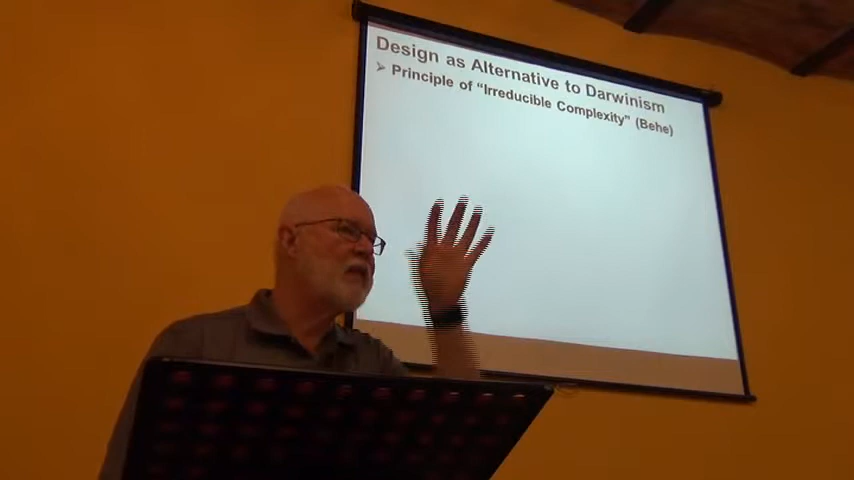 Design as Alternative to Darwinism
➢ Principle of “Irreducible Complexity” (Behe)